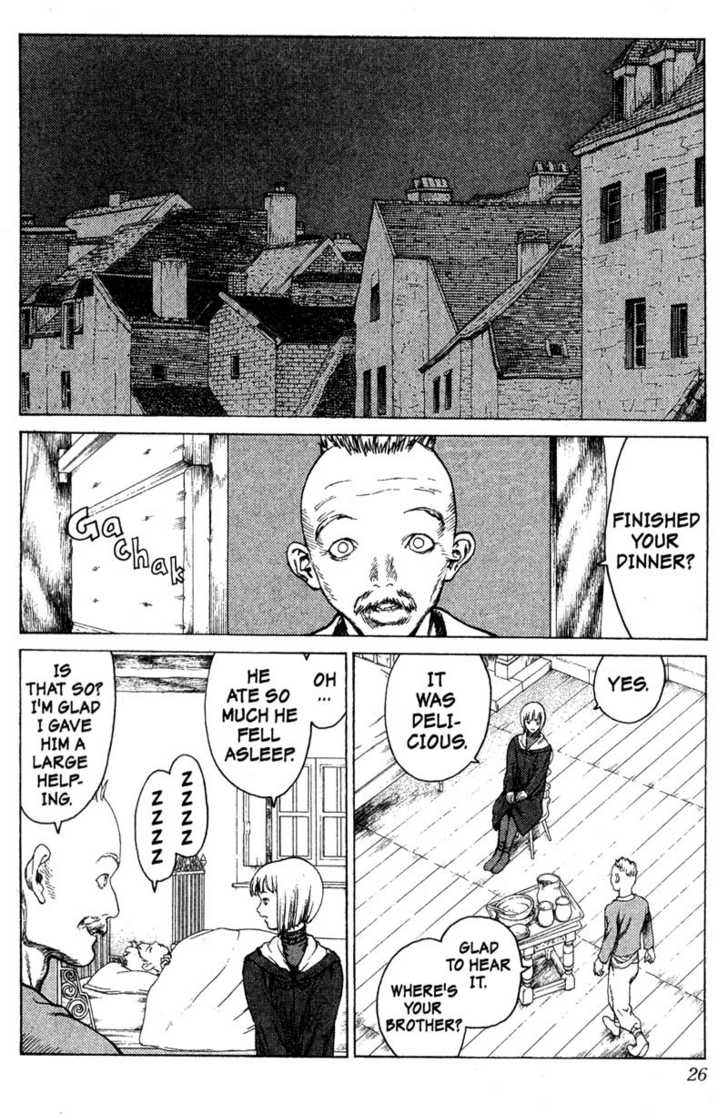 Ga
chak
FINISHED
YOUR
DINNER?
YES.
IT
WAS
DELI-
CIOUS.
GLAD
TO HEAR
IT.
WHERE'S
YOUR
BROTHER?
OH
...
HE
ATE SO
MUCH HE
FELL
ASLEEP.
Z Z
Z Z
Z Z
Z Z
IS
THAT SO?
I'M GLAD
I GAVE
HIM A
LARGE
HELP-
ING.
26